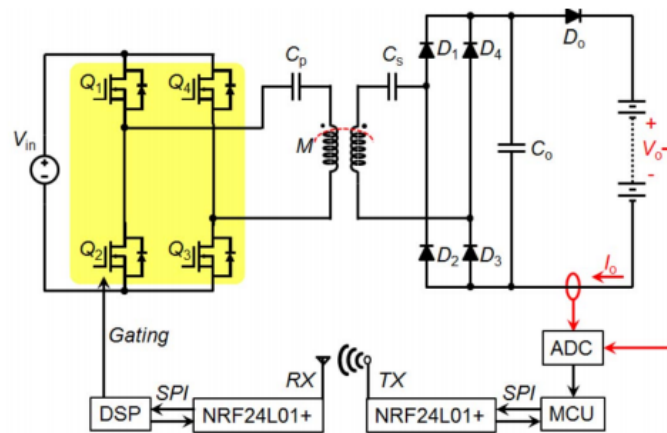 Q1
Q4
Cp
Cs
D1
D4
Do
Vin
M
Co
+
Vo
-
Q2
Q3
D2
D3
Io
Gating
RX
TX
ADC
SPI
SPI
DSP
NRF24L01+
NRF24L01+
MCU